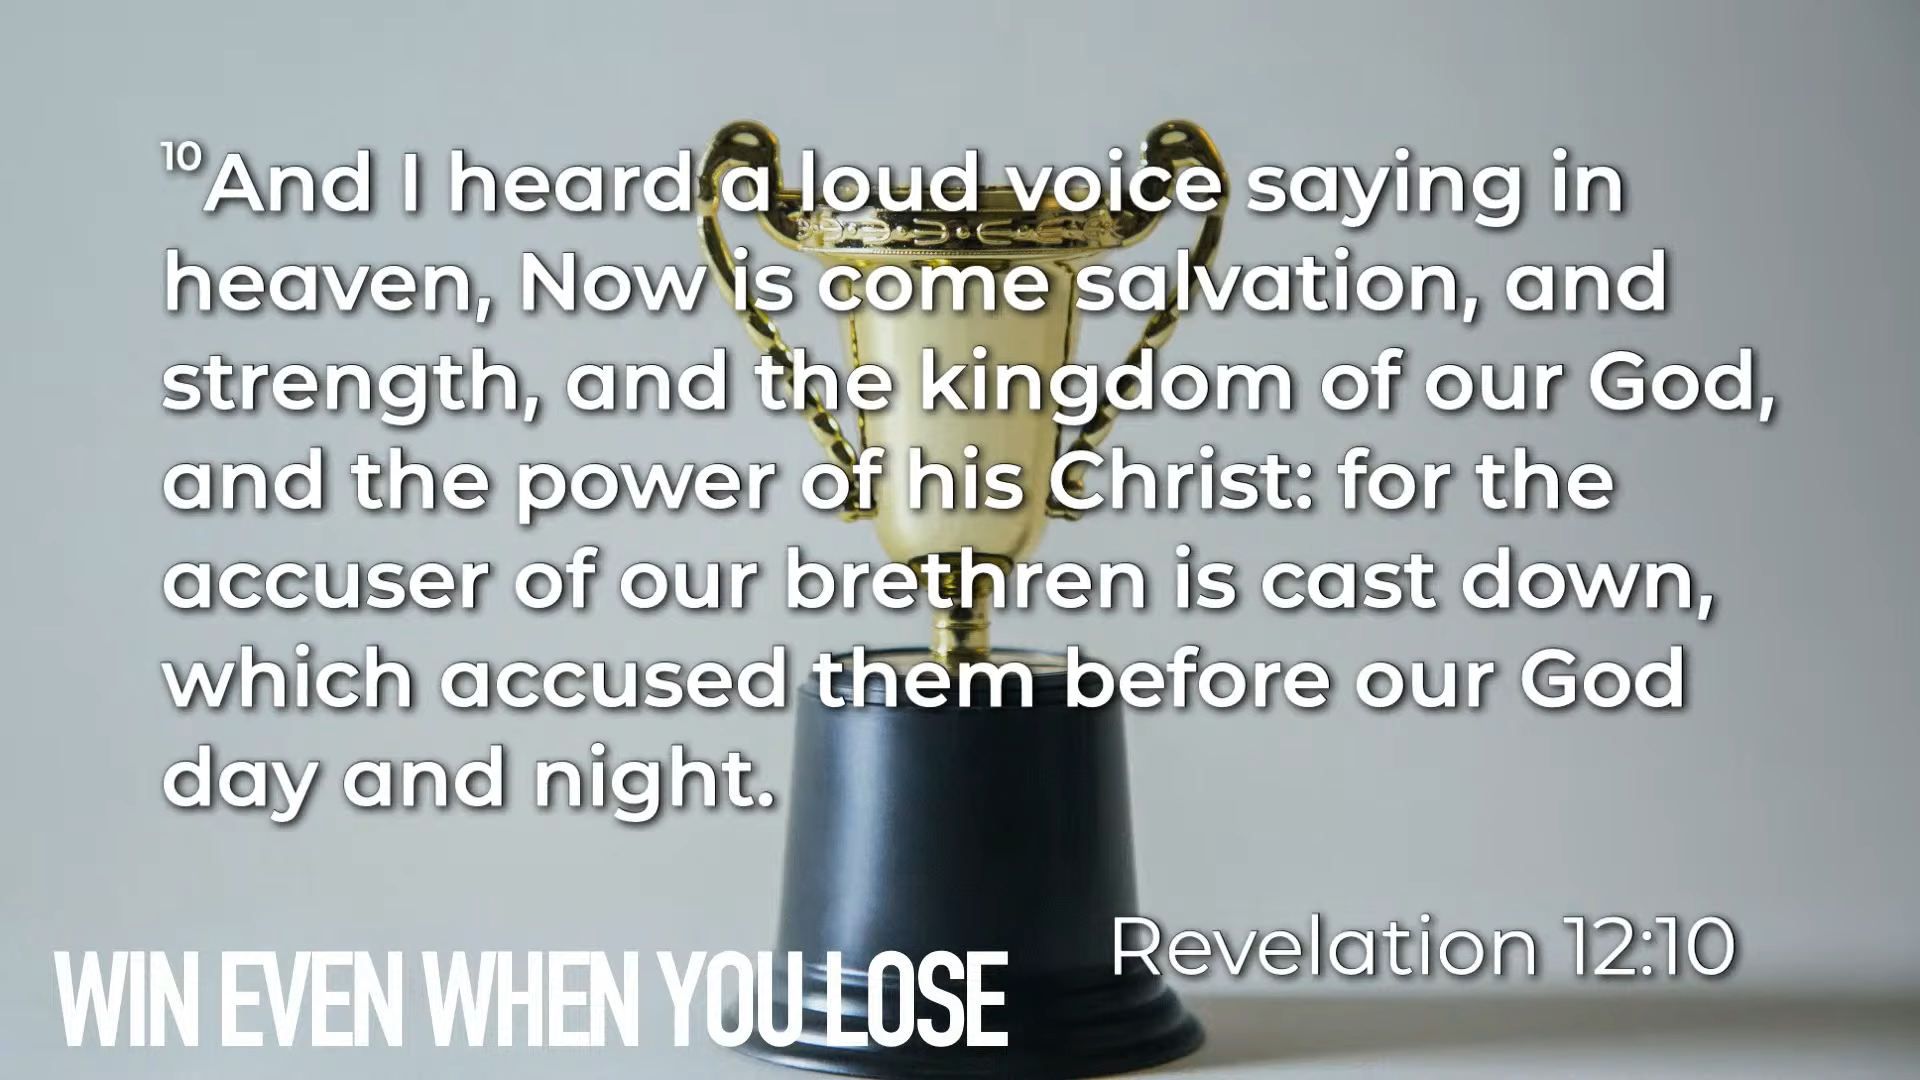 10And I heard a loud voice saying in
heaven, Now is come salvation, and
strength, and the kingdom of our God,
and the power of his Christ: for the
accuser of our brethren is cast down,
which accused them before our God
day and night.
Revelation 12:10
WIN EVEN WHEN YOU LOSE